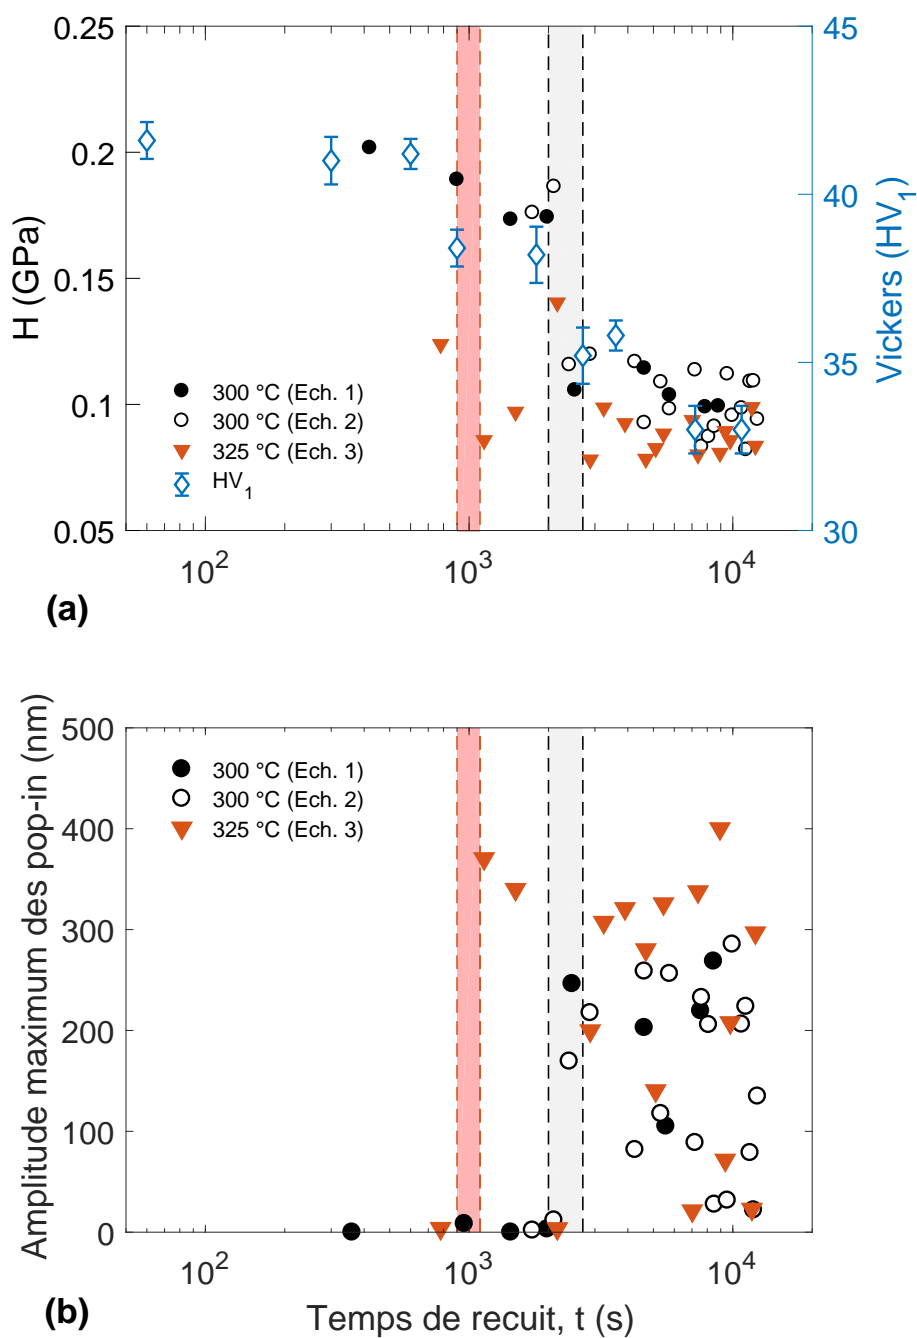 0.25
0.2
0.15
0.1
0.05
H (GPa)
45
40
35
30
Vickers (HV1)
300 °C (Ech. 1)
300 °C (Ech. 2)
325 °C (Ech. 3)
HV1
10^2
10^3
10^4
(a)
500
400
300
200
100
0
Amplitude maximum des pop-in (nm)
300 °C (Ech. 1)
300 °C (Ech. 2)
325 °C (Ech. 3)
10^2
10^3
10^4
(b)
Temps de recuit, t (s)